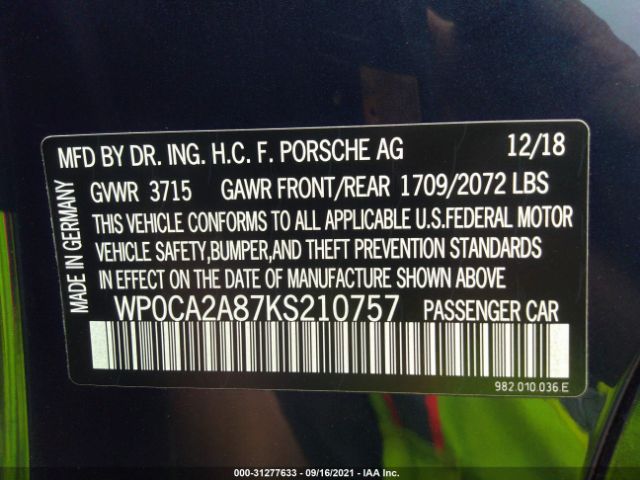 MFD BY DR. ING. H.C. F. PORSCHE AG 12/18
GVWR 3715 GAWR FRONT/REAR 1709/2072 LBS
THIS VEHICLE CONFORMS TO ALL APPLICABLE U.S.FEDERAL MOTOR
VEHICLE SAFETY,BUMPER,AND THEFT PREVENTION STANDARDS
IN EFFECT ON THE DATE OF MANUFACTURE SHOWN ABOVE
MADE IN GERMANY
WP0CA2A87KS210757 PASSENGER CAR
982.010.036 E
000-31277633 - 09/16/2021 - IAA Inc.